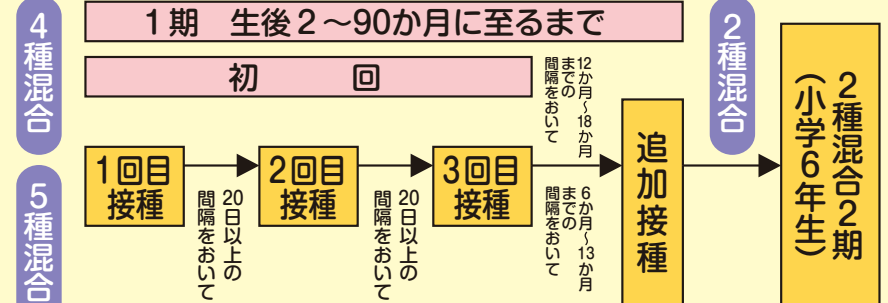 4種混合
5種混合
1期　生後2～90か月に至るまで
初　　　回
1回目
接種
20日以上の
間隔をおいて
2回目
接種
20日以上の
間隔をおいて
3回目
接種
12か月～18か月
までの
間隔をおいて
6か月～13か月
までの
間隔をおいて
追加接種
2種混合
2種混合2期
（小学6年生）